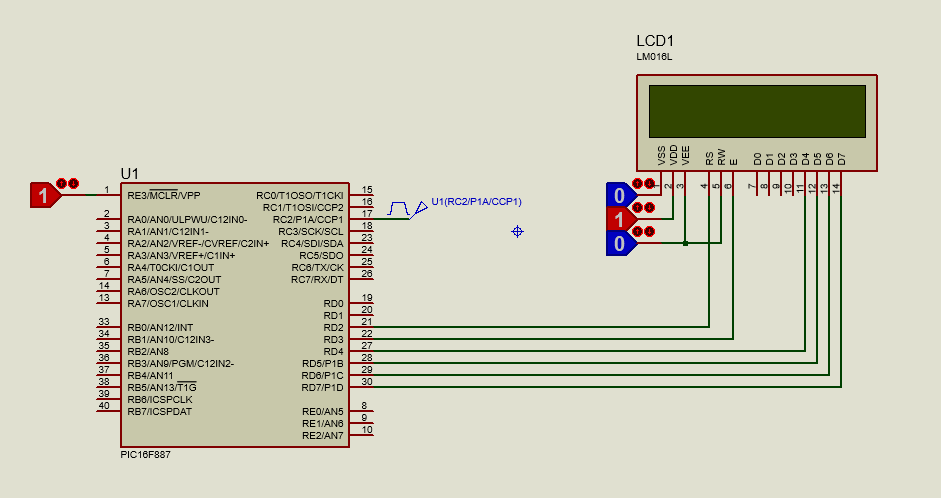 LCD1
LM016L
VSS
VDD
VEE
RS
RW
E
D0
D1
D2
D3
D4
D5
D6
D7
1
2
3
4
5
6
7
8
9
10
11
12
13
14
0
1
0
U1
1
1 RE3/MCLR/VPP RC0/T1OSO/T1CKI 15
RC1/T1OSI/CCP2 16
2 RA0/AN0/ULPWU/C12IN0- RC2/P1A/CCP1 17 U1(RC2/P1A/CCP1)
3 RA1/AN1/C12IN1- RC3/SCK/SCL 18
4 RA2/AN2/VREF-/CVREF/C2IN+ RC4/SDI/SDA 23
5 RA3/AN3/VREF+/C1IN+ RC5/SDO 24
6 RA4/T0CKI/C1OUT RC6/TX/CK 25
7 RA5/AN4/SS/C2OUT RC7/RX/DT 26
14 RA6/OSC2/CLKOUT
13 RA7/OSC1/CLKIN RD0 19
RD1 20
33 RB0/AN12/INT RD2 21
34 RB1/AN10/C12IN3- RD3 22
35 RB2/AN8 RD4 27
36 RB3/AN9/PGM/C12IN2- RD5/P1B 28
37 RB4/AN11 RD6/P1C 29
38 RB5/AN13/T1G RD7/P1D 30
39 RB6/ICSPCLK
40 RB7/ICSPDAT RE0/AN5 8
RE1/AN6 9
RE2/AN7 10
PIC16F887